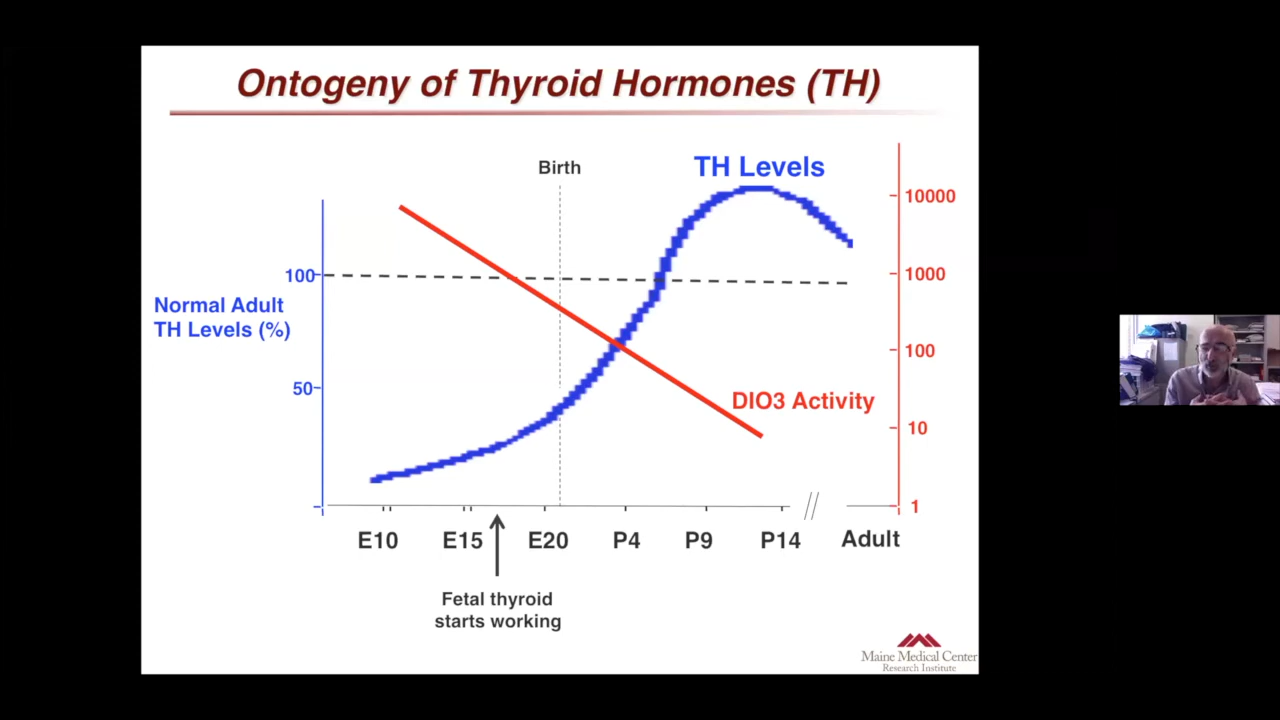 Ontogeny of Thyroid Hormones (TH)
Birth
TH Levels
10000
1000
100
10
1
100
50
Normal Adult
TH Levels (%)
DIO3 Activity
E10
E15
E20
P4
P9
P14
Adult
Fetal thyroid
starts working
Maine Medical Center
Research Institute